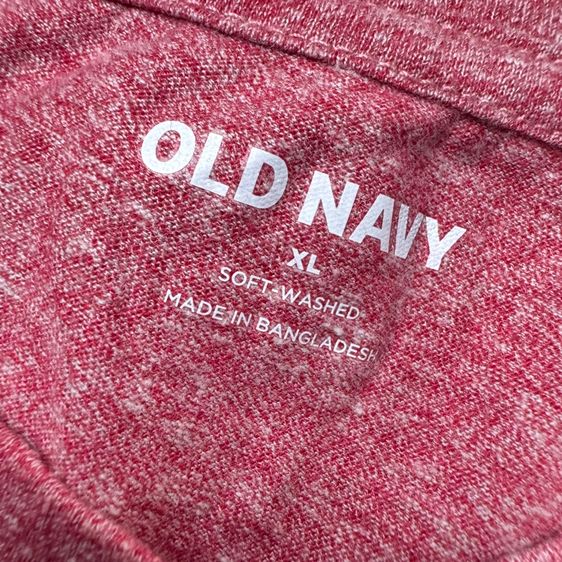 OLD NAVY
XL
SOFT-WASHED
MADE IN BANGLADESH